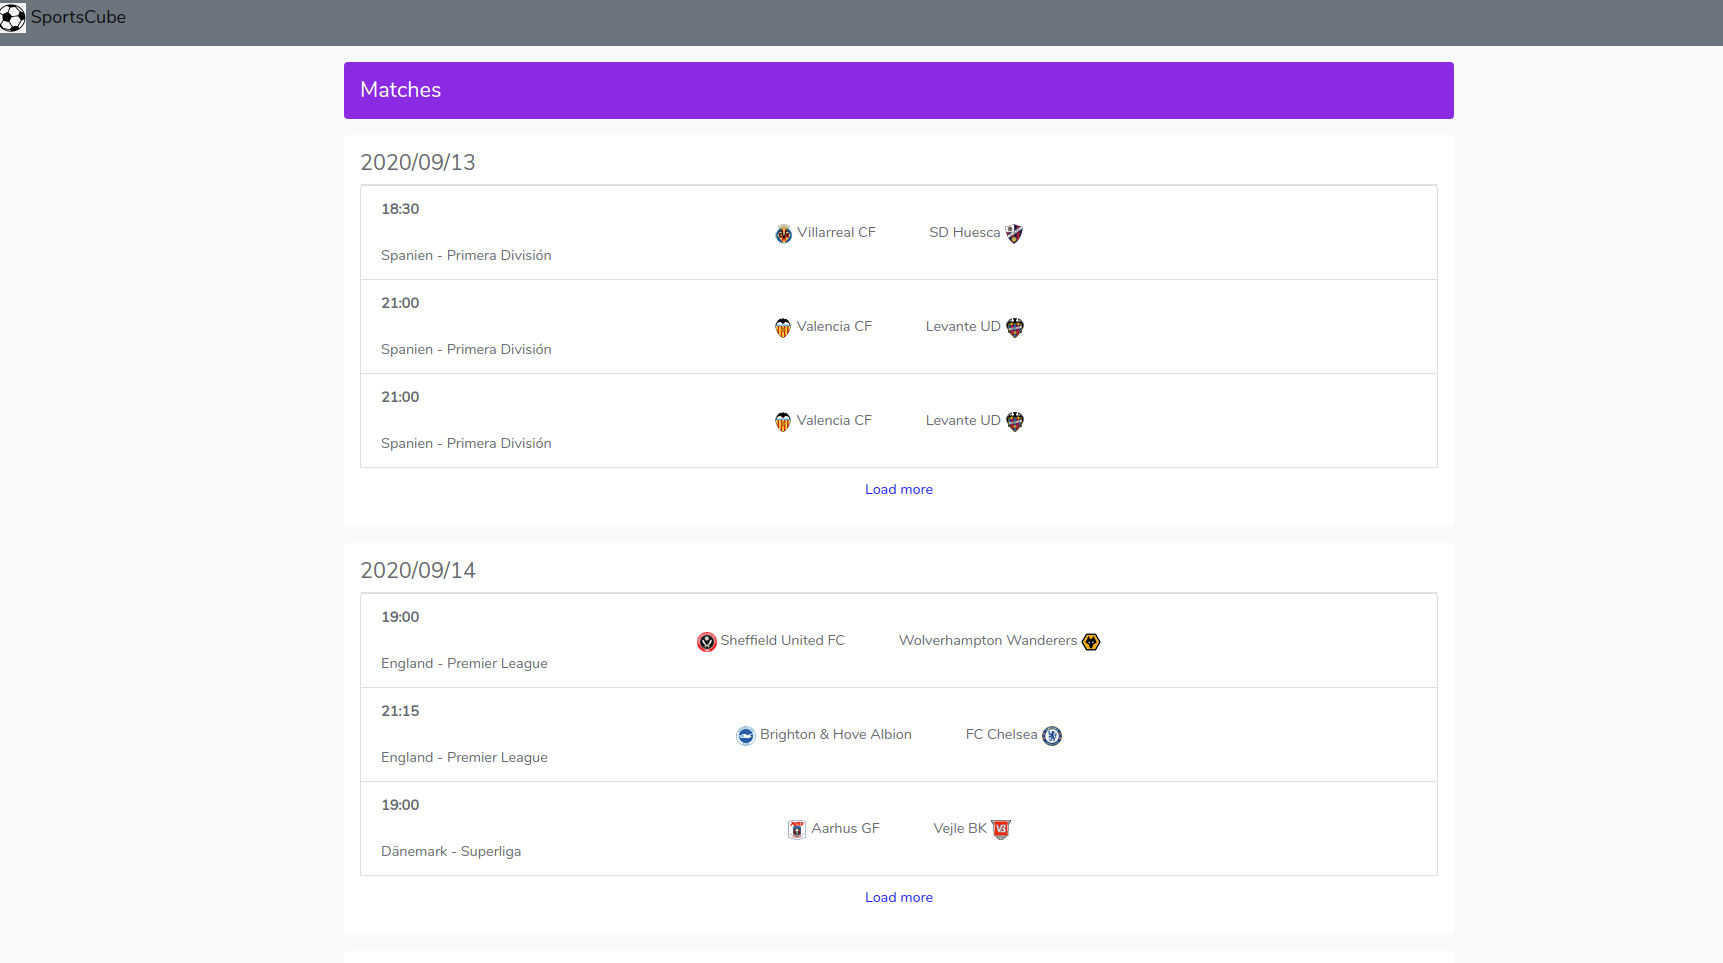 SportsCube
Matches
2020/09/13
18:30
Villarreal CF SD Huesca
Spanien - Primera División
21:00
Valencia CF Levante UD
Spanien - Primera División
21:00
Valencia CF Levante UD
Spanien - Primera División
Load more
2020/09/14
19:00
Sheffield United FC Wolverhampton Wanderers
England - Premier League
21:15
Brighton & Hove Albion FC Chelsea
England - Premier League
19:00
Aarhus GF Vejle BK
Dänemark - Superliga
Load more